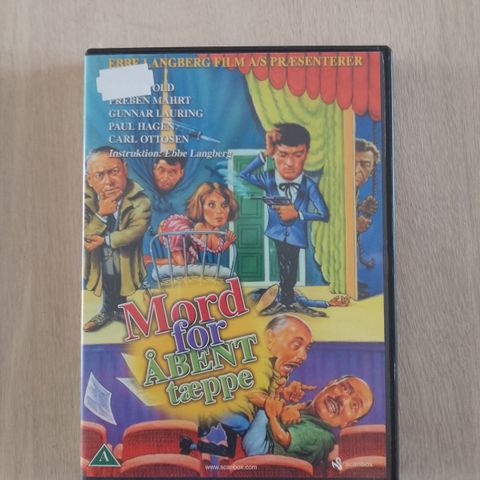 EBBE LANGBERG FILM A/S PRÆSENTERER
PREBEN MAHRT
GUNNAR LAURING
PAUL HAGEN
CARL OTTOSEN
Instruktion: Ebbe Langberg
Mord
for
ÅBENT
tæppe
A
www.scanbox.com
scanbox